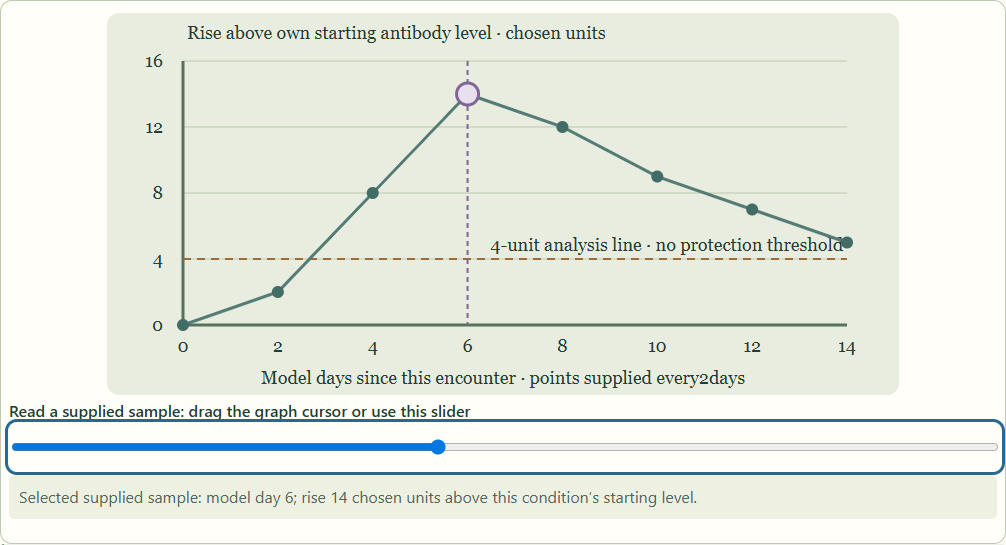 Rise above own starting antibody level · chosen units
16
12
8
4
0
4-unit analysis line · no protection threshold
0 2 4 6 8 10 12 14
Model days since this encounter · points supplied every2days
Read a supplied sample: drag the graph cursor or use this slider
Selected supplied sample: model day 6; rise 14 chosen units above this condition’s starting level.